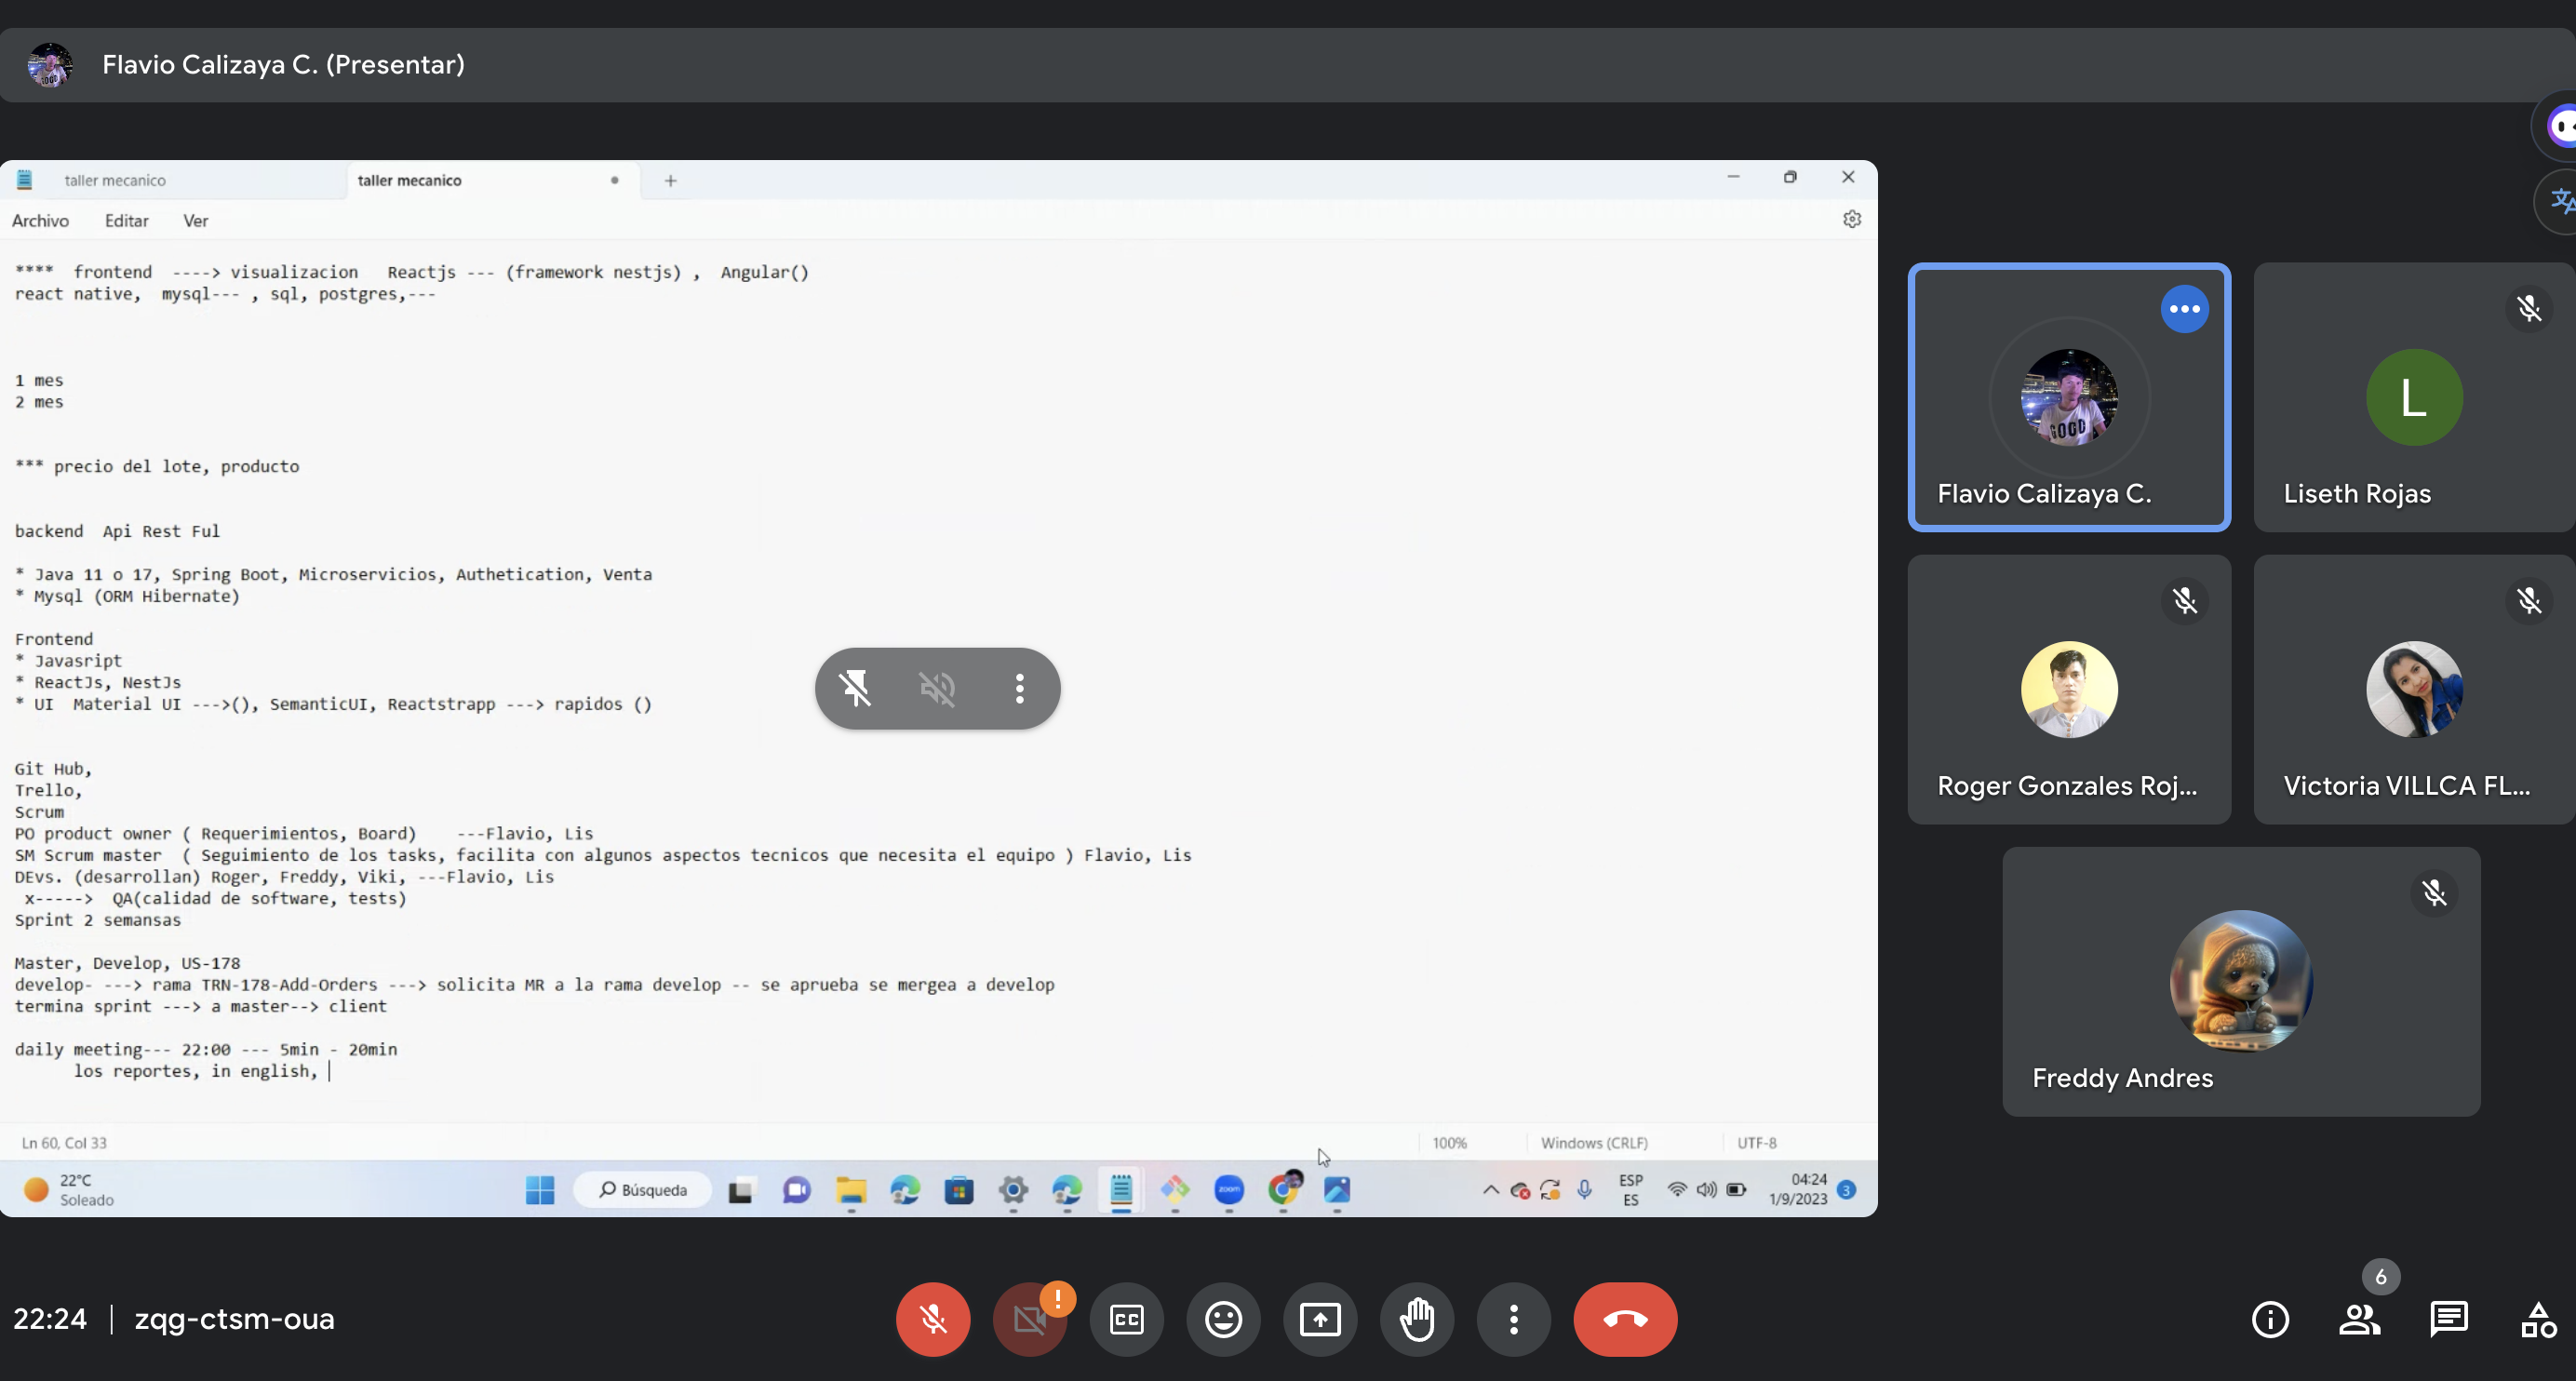 Flavio Calizaya C. (Presentar)
taller mecanico
taller mecanico
Archivo Editar Ver
**** frontend ----> visualizacion Reactjs --- (framework nestjs) , Angular()
react native, mysql--- , sql, postgres,---
1 mes
2 mes
*** precio del lote, producto
backend Api Rest Ful
* Java 11 o 17, Spring Boot, Microservicios, Authetication, Venta
* Mysql (ORM Hibernate)
Frontend
* Javasript
* ReactJs, NestJs
* UI Material UI --->(), SemanticUI, Reactstrapp ---> rapidos ()
Git Hub,
Trello,
Scrum
PO product owner ( Requerimientos, Board) ---Flavio, Lis
SM Scrum master ( Seguimiento de los tasks, facilita con algunos aspectos tecnicos que necesita el equipo ) Flavio, Lis
DEvs. (desarrollan) Roger, Freddy, Viki, ---Flavio, Lis
x-----> QA(calidad de software, tests)
Sprint 2 semansas
Master, Develop, US-178
develop- ---> rama TRN-178-Add-Orders ---> solicita MR a la rama develop -- se aprueba se mergea a develop
termina sprint ---> a master--> client
daily meeting--- 22:00 --- 5min - 20min
los reportes, in english,
Ln 60, Col 33
100%
Windows (CRLF)
UTF-8
22°C
Soleado
Búsqueda
zoom
ESP
ES
04:24
1/9/2023
3
GOOD
Flavio Calizaya C.
L
Liseth Rojas
Roger Gonzales Roj...
Victoria VILLCA FL...
Freddy Andres
22:24 | zqg-ctsm-oua
CC
6